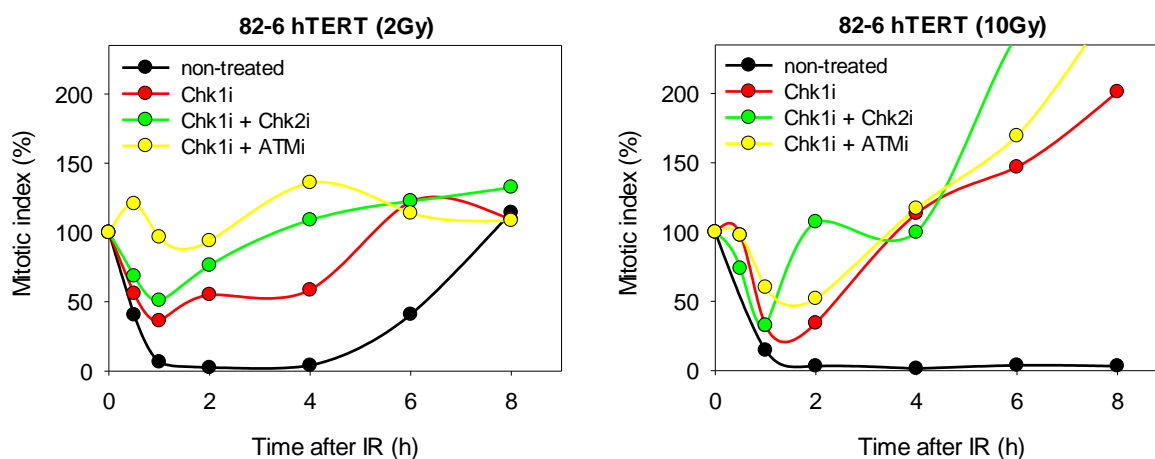 82-6 hTERT (2Gy)
non-treated
Chk1i
Chk1i + Chk2i
Chk1i + ATMi
200
150
100
50
0
Mitotic index (%)
0 2 4 6 8
Time after IR (h)
82-6 hTERT (10Gy)
non-treated
Chk1i
Chk1i + Chk2i
Chk1i + ATMi
200
150
100
50
0
Mitotic index (%)
0 2 4 6 8
Time after IR (h)